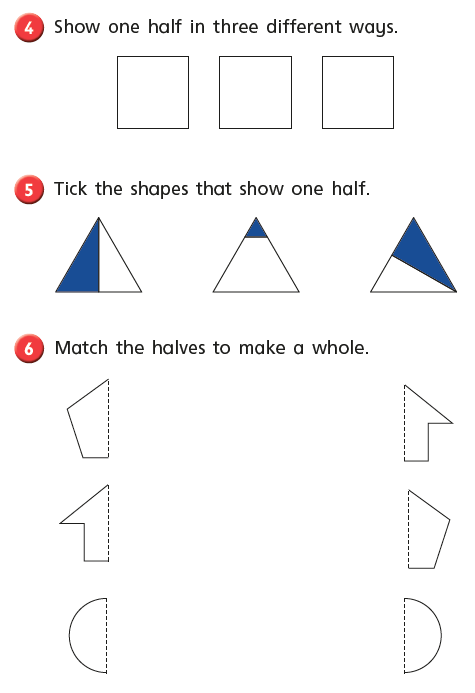 4 Show one half in three different ways.
5 Tick the shapes that show one half.
6 Match the halves to make a whole.